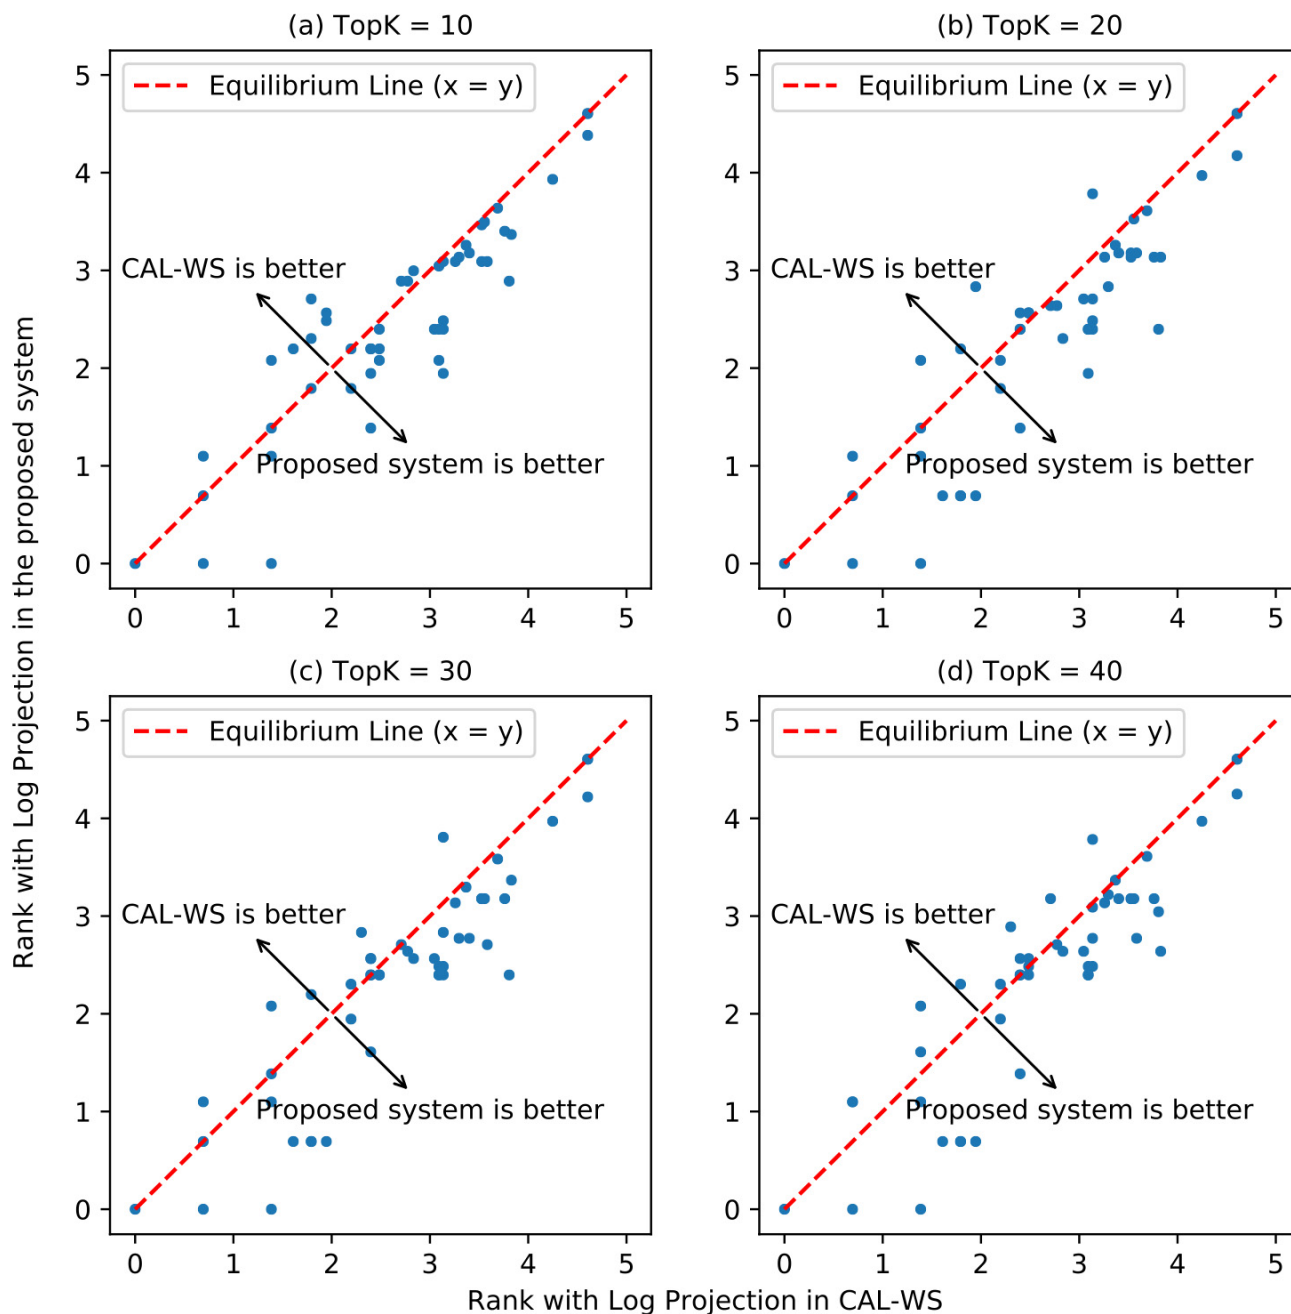 (a) TopK = 10
Equilibrium Line (x = y)
CAL-WS is better
Proposed system is better
5
4
3
2
1
0
0 1 2 3 4 5
(b) TopK = 20
Equilibrium Line (x = y)
CAL-WS is better
Proposed system is better
5
4
3
2
1
0
0 1 2 3 4 5
(c) TopK = 30
Equilibrium Line (x = y)
CAL-WS is better
Proposed system is better
5
4
3
2
1
0
0 1 2 3 4 5
(d) TopK = 40
Equilibrium Line (x = y)
CAL-WS is better
Proposed system is better
5
4
3
2
1
0
0 1 2 3 4 5
Rank with Log Projection in the proposed system
Rank with Log Projection in CAL-WS